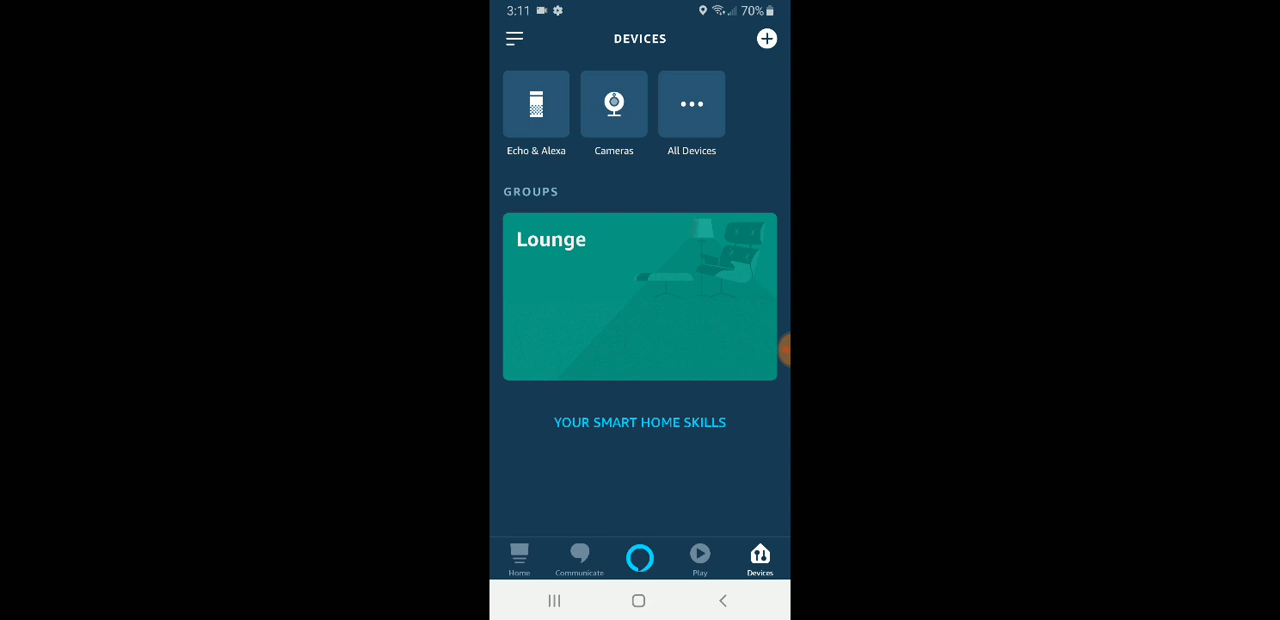 3:11 70%
DEVICES
Echo & Alexa Cameras All Devices
GROUPS
Lounge
YOUR SMART HOME SKILLS
Home Communicate Play Devices